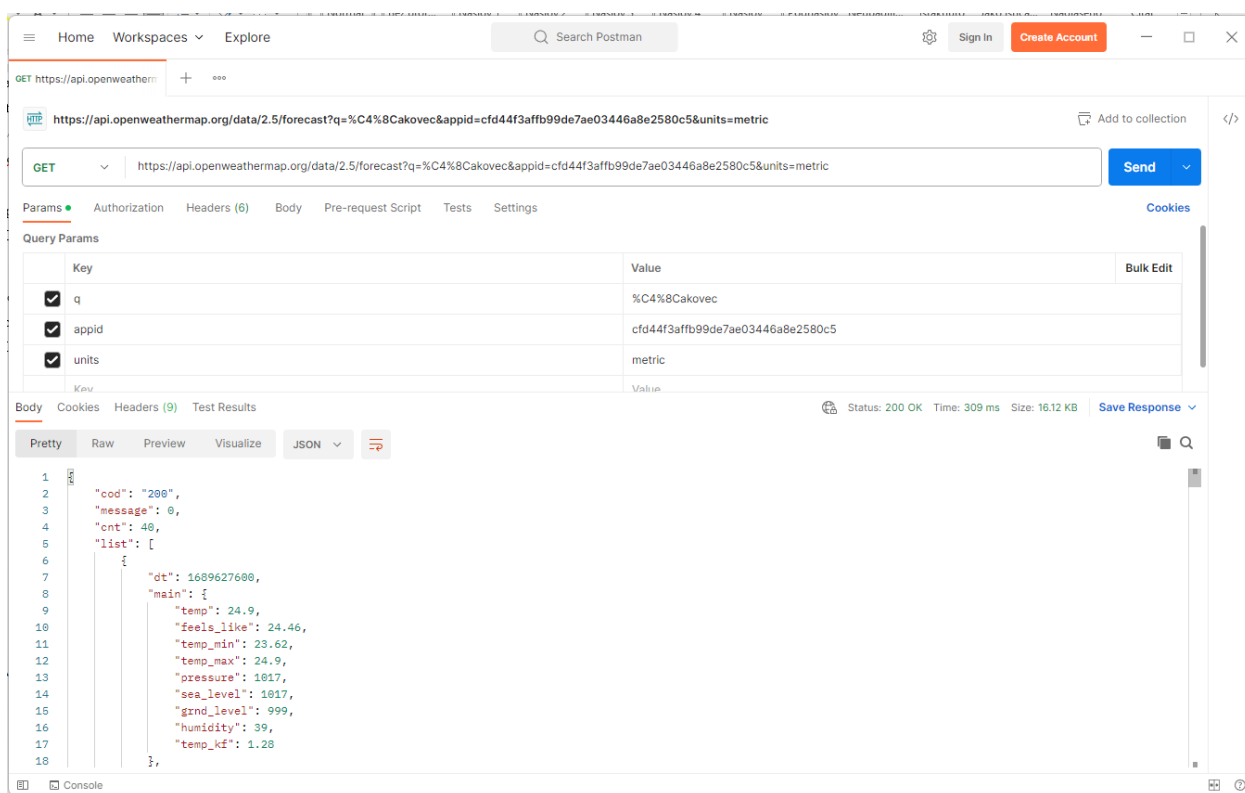 Home Workspaces Explore Search Postman Sign In Create Account
GET https://api.openweatherm
https://api.openweathermap.org/data/2.5/forecast?q=%C4%8Cakovec&appid=cfd44f3affb99de7ae03446a8e2580c5&units=metric Add to collection
GET https://api.openweathermap.org/data/2.5/forecast?q=%C4%8Cakovec&appid=cfd44f3affb99de7ae03446a8e2580c5&units=metric Send
Params Authorization Headers (6) Body Pre-request Script Tests Settings Cookies
Query Params
Key Value Bulk Edit
q %C4%8Cakovec
appid cfd44f3affb99de7ae03446a8e2580c5
units metric
Key Value
Body Cookies Headers (9) Test Results Status: 200 OK Time: 309 ms Size: 16.12 KB Save Response
Pretty Raw Preview Visualize JSON
1 {
2 "cod": "200",
3 "message": 0,
4 "cnt": 40,
5 "list": [
6 {
7 "dt": 1689627600,
8 "main": {
9 "temp": 24.9,
10 "feels_like": 24.46,
11 "temp_min": 23.62,
12 "temp_max": 24.9,
13 "pressure": 1017,
14 "sea_level": 1017,
15 "grnd_level": 999,
16 "humidity": 39,
17 "temp_kf": 1.28
18 },
Console